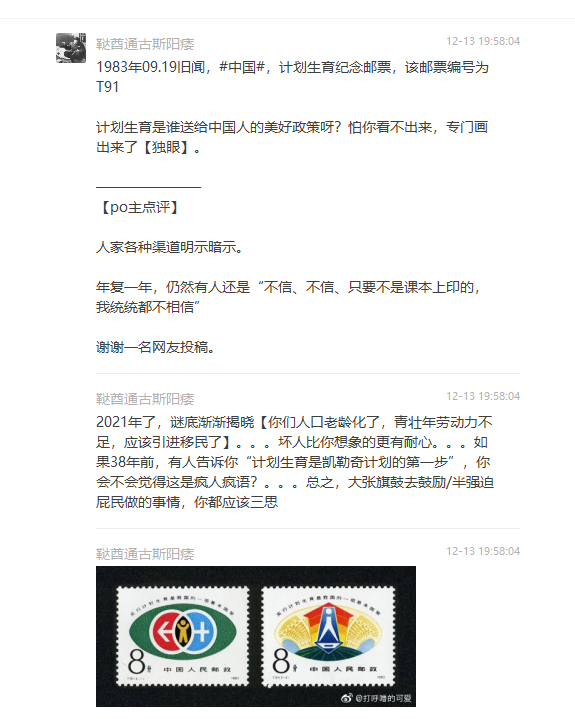 鞑酋通古斯阳痿
12-13 19:58:04
1983年09.19旧闻，#中国#，计划生育纪念邮票，该邮票编号为
T91
计划生育是谁送给中国人的美好政策呀？怕你看不出来，专门画
出来了【独眼】。
【po主点评】
人家各种渠道明示暗示。
年复一年，仍然有人还是“不信、不信、只要不是课本上印的，
我统统都不相信”
谢谢一名网友投稿。
鞑酋通古斯阳痿
12-13 19:58:04
2021年了，谜底渐渐揭晓【你们人口老龄化了，青壮年劳动力不
足，应该引进移民了】。。。坏人比你想象的更有耐心。。。如
果38年前，有人告诉你“计划生育是凯勒奇计划的第一步”，你
会不会觉得这是疯人疯语？。。。总之，大张旗鼓去鼓励/半强迫
屁民做的事情，你都应该三思
鞑酋通古斯阳痿
12-13 19:58:04
实行计划生育是我国的一项基本国策
8分
中国人民邮政
1983
实行计划生育是我国的一项基本国策
8分
中国人民邮政
1983
@打呼噜的可爱